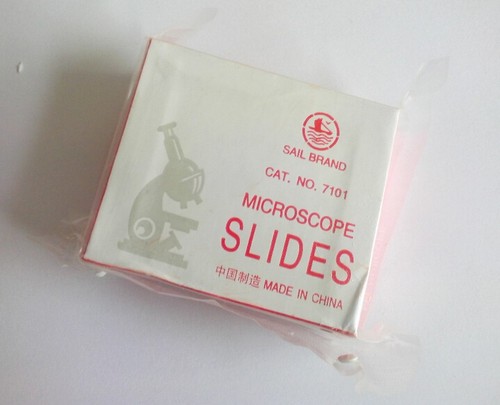 SAIL BRAND
CAT. NO. 7101
MICROSCOPE
SLIDES
中国制造 MADE IN CHINA